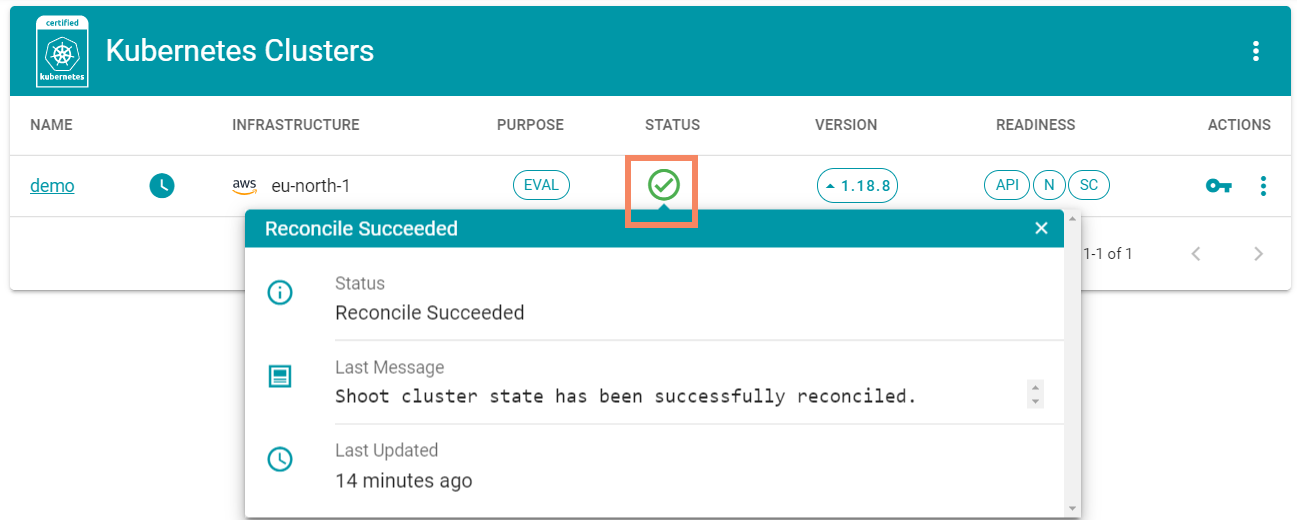 certified
kubernetes
Kubernetes Clusters
NAME INFRASTRUCTURE PURPOSE STATUS VERSION READINESS ACTIONS
demo aws eu-north-1 EVAL 1.18.8 API N SC
Reconcile Succeeded
1-1 of 1
Status
Reconcile Succeeded
Last Message
Shoot cluster state has been successfully reconciled.
Last Updated
14 minutes ago